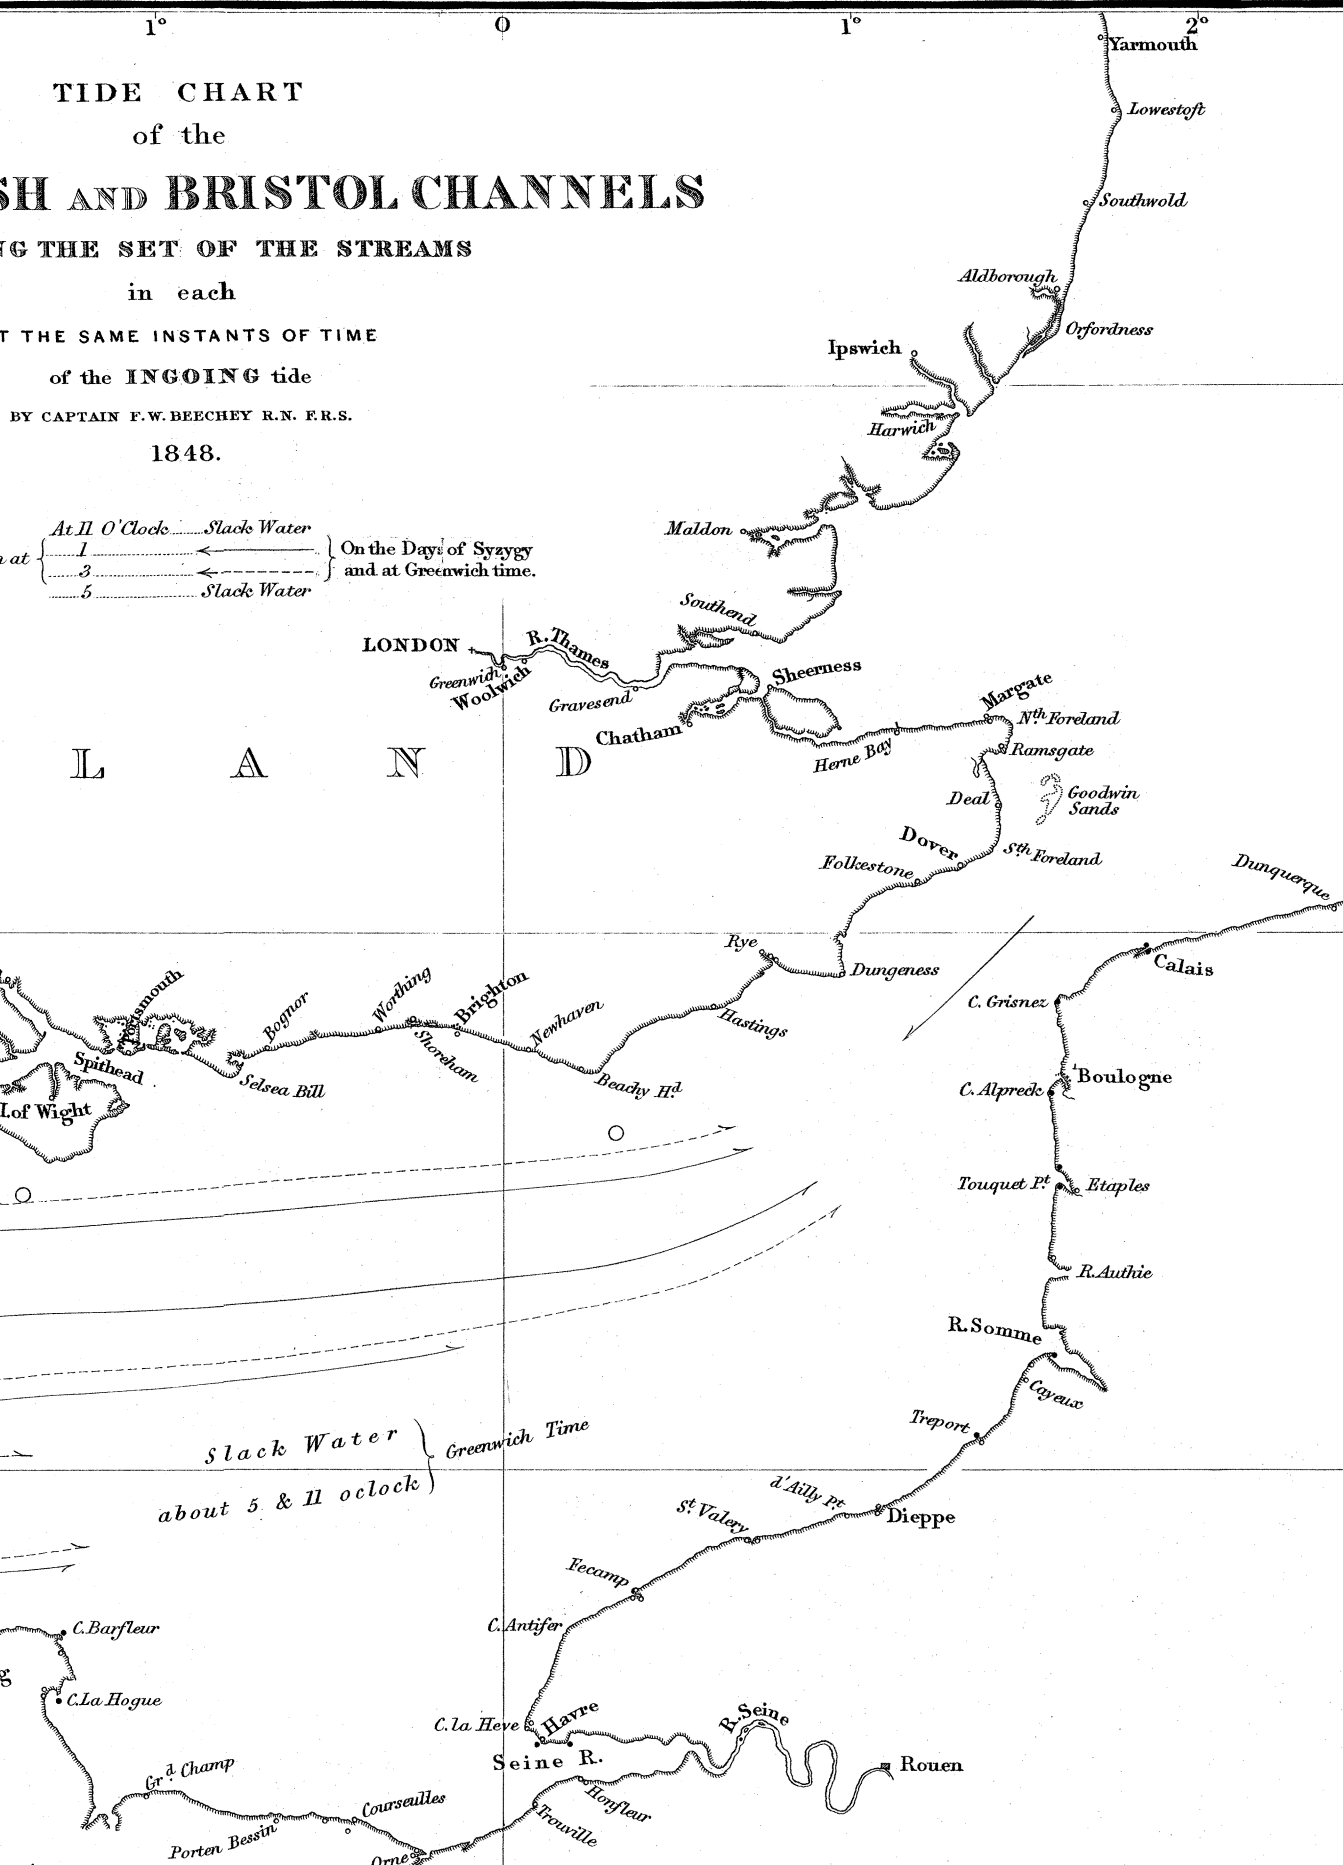 1° 0 1° 2°
TIDE CHART
of the
SH AND BRISTOL CHANNELS
NG THE SET OF THE STREAMS
in each
T THE SAME INSTANTS OF TIME
of the INGOING tide
BY CAPTAIN F.W. BEECHEY R.N. F.R.S.
1848.
at
At 11 O'Clock Slack Water
1
3
5 Slack Water
On the Days of Syzygy
and at Greenwich time.
Yarmouth
Lowestoft
Southwold
Aldborough
Orfordness
Ipswich
Harwich
Maldon
Southend
LONDON
R. Thames
Greenwich
Woolwich
Gravesend
Sheerness
Chatham
Margate
Nth Foreland
Herne Bay
Ramsgate
L A N D
Deal
Goodwin
Sands
Dover
Sth Foreland
Folkestone
Dunquerque
Rye
Dungeness
Calais
C. Grisnez
Hastings
Portsmouth
Bognor
Worthing
Brighton
Newhaven
Shoreham
Spithead
Selsea Bill
Beachy Hd.
I. of Wight
Boulogne
C. Alpreck
Touquet Pt.
Etaples
R. Authie
R. Somme
Cayeux
Treport
Slack Water
about 5 & 11 oclock
Greenwich Time
d'Ailly Pt.
St. Valery
Dieppe
Fecamp
C. Antifer
C. Barfleur
g
C. La Hogue
C. la Heve
Havre
R. Seine
Seine R.
Rouen
Grd. Champ
Honfleur
Courseulles
Trouville
Porten Bessin
Orne